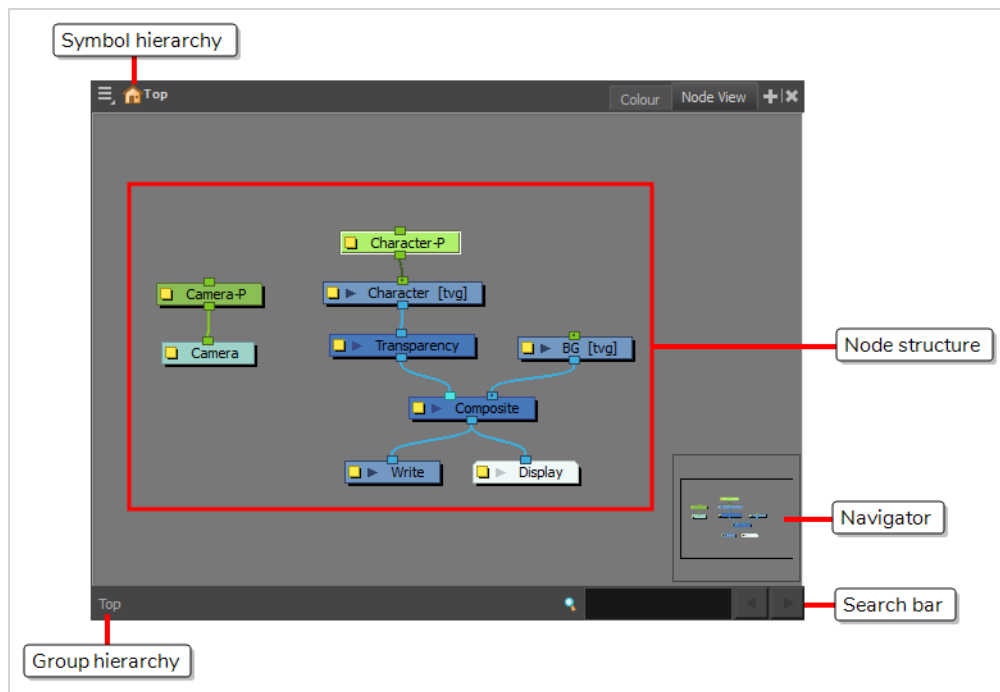 Symbol hierarchy
Top
Colour
Node View
Character-P
Camera-P
Character [tvg]
Camera
Transparency
BG [tvg]
Node structure
Composite
Write
Display
Navigator
Top
Search bar
Group hierarchy